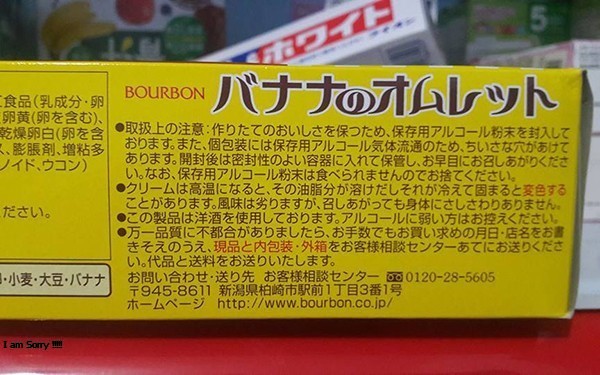 ホワイト
5
BOURBON バナナのオムレット
食品(乳成分・卵
卵黄(卵を含む)、
乾燥卵白(卵を含
、膨脹剤、増粘多
ノイド、ウコン)
ださい。
・小麦・大豆・バナナ
●取扱上の注意:作りたてのおいしさを保つため、保存用アルコール粉末を封入して
おります。また、個包装には保存用アルコール気体流通のため、ちいさな穴があけて
あります。開封後は密封性のよい容器に入れて保管し、お早目にお召しあがりくださ
い。なお、保存用アルコール粉末は食べられませんのでお捨てください。
●クリームは高温になると、その油脂分が溶けだしそれが冷えて固まると変色する
ことがあります。風味は劣りますが、召しあがっても身体にさしさわりありません。
●この製品は洋酒を使用しております。アルコールに弱い方はお控えください。
●万一品質に不都合がありましたら、お手数でもお買い求めの月日・店名をお書
きそえのうえ、現品と内包装・外箱をお客様相談センターあてにお送りくださ
い。代品と送料をお送りいたします。
お問い合わせ・送り先 お客様相談センター 0120-28-5605
〒945-8611 新潟県柏崎市駅前1丁目3番1号
ホームページ http://www.bourbon.co.jp/
I am Sorry !!!!!